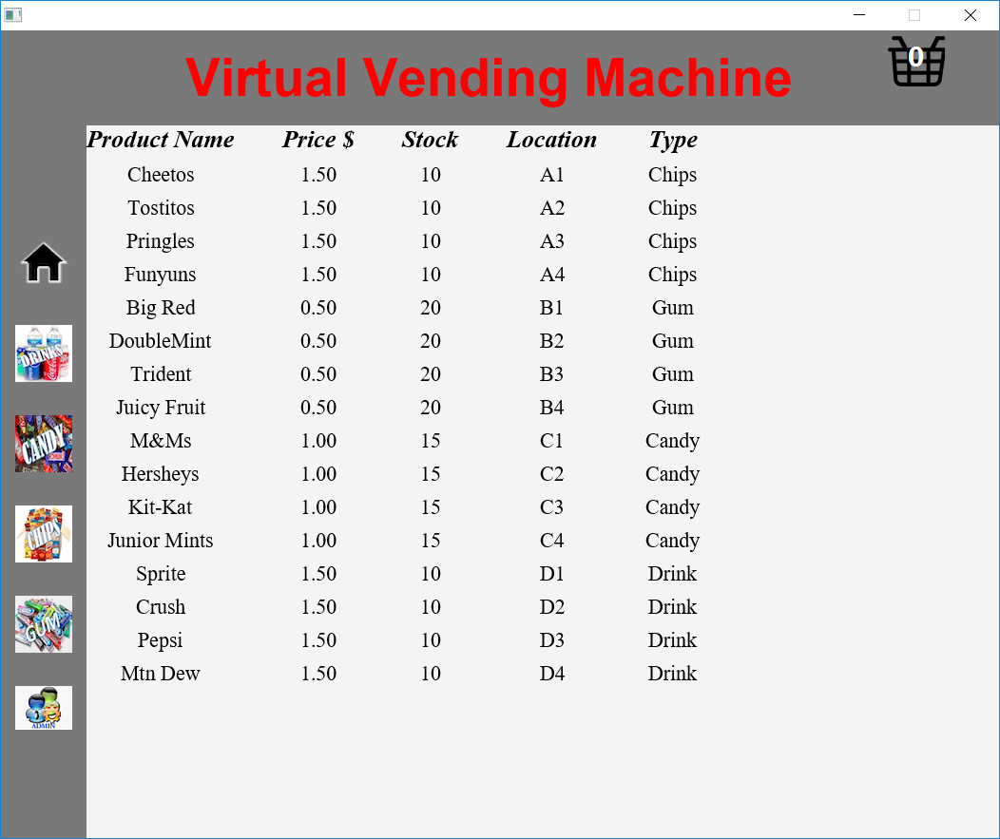 Virtual Vending Machine
0
Product Name Price $ Stock Location Type
Cheetos 1.50 10 A1 Chips
Tostitos 1.50 10 A2 Chips
Pringles 1.50 10 A3 Chips
Funyuns 1.50 10 A4 Chips
Big Red 0.50 20 B1 Gum
DoubleMint 0.50 20 B2 Gum
Trident 0.50 20 B3 Gum
Juicy Fruit 0.50 20 B4 Gum
M&Ms 1.00 15 C1 Candy
Hersheys 1.00 15 C2 Candy
Kit-Kat 1.00 15 C3 Candy
Junior Mints 1.00 15 C4 Candy
Sprite 1.50 10 D1 Drink
Crush 1.50 10 D2 Drink
Pepsi 1.50 10 D3 Drink
Mtn Dew 1.50 10 D4 Drink
DRINKS
CANDY
CHIPS
GUM
ADMIN